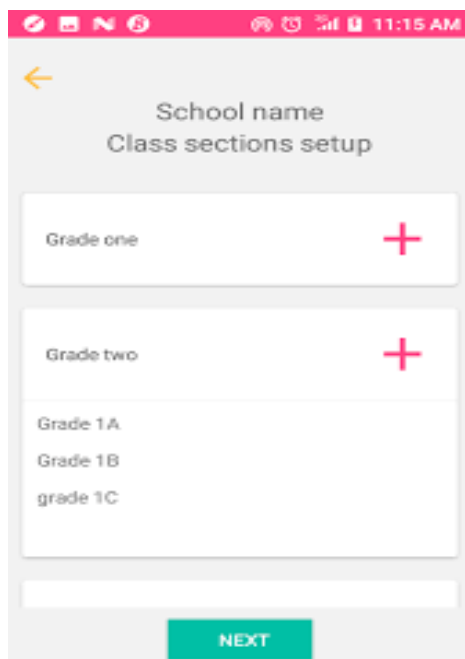 11:15 AM
School name
Class sections setup
Grade one
Grade two
Grade 1A
Grade 1B
grade 1C
NEXT